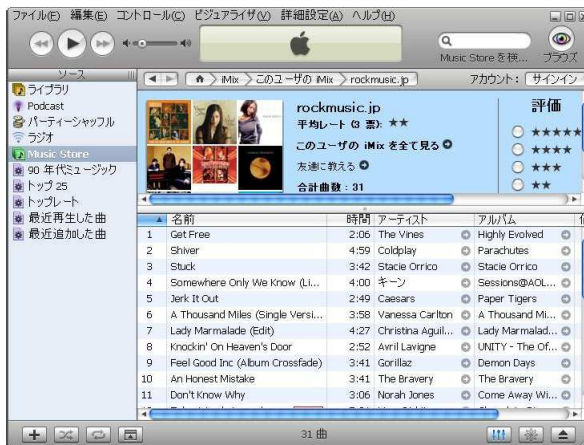 ファイル(F) 編集(E) コントロール(C) ビジュアライザ(V) 詳細設定(A) ヘルプ(H)
Music Store を検... ブラウズ
ソース
ライブラリ
Podcast
パーティーシャッフル
ラジオ
Music Store
90 年代ミュージック
トップ 25
トップレート
最近再生した曲
最近追加した曲
iMix このユーザの iMix rockmusic.jp アカウント: サインイン
rockmusic.jp 評価
平均レート (3 票): ★★
このユーザの iMix を全て見る
友達に教える
合計曲数: 31
★★★★★
★★★★
★★★
★★
名前 時間 アーティスト アルバム
1 Get Free 2:06 The Vines Highly Evolved
2 Shiver 4:59 Coldplay Parachutes
3 Stuck 3:42 Stacie Orrico Stacie Orrico
4 Somewhere Only We Know (Li... 4:00 キーン Sessions@AOL...
5 Jerk It Out 2:49 Caesars Paper Tigers
6 A Thousand Miles (Single Versi... 3:58 Vanessa Carlton A Thousand Mi...
7 Lady Marmalade (Edit) 4:27 Christina Aguil... Lady Marmalad...
8 Knockin' On Heaven's Door 2:52 Avril Lavigne UNITY - The Of...
9 Feel Good Inc (Album Crossfade) 3:41 Gorillaz Demon Days
10 An Honest Mistake 3:41 The Bravery The Bravery
11 Don't Know Why 3:06 Norah Jones Come Away Wi...
31 曲